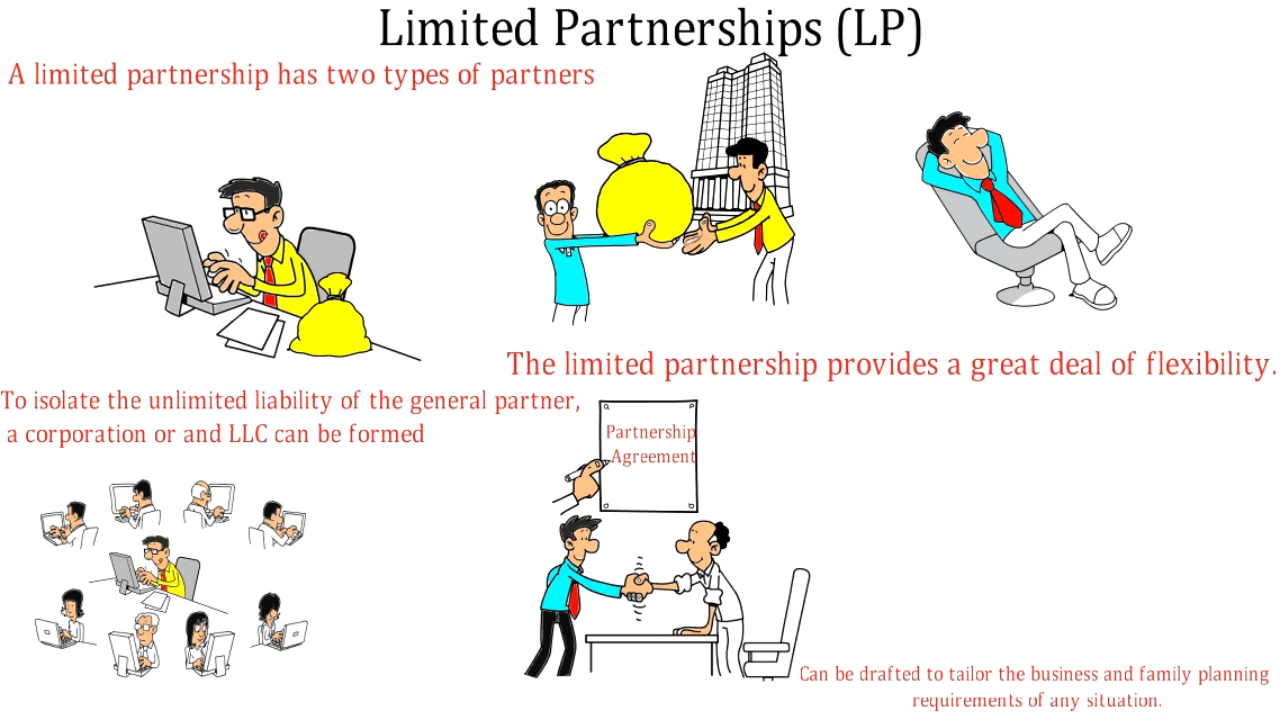 Limited Partnerships (LP)
A limited partnership has two types of partners
The limited partnership provides a great deal of flexibility.
To isolate the unlimited liability of the general partner,
a corporation or and LLC can be formed
Partnership
Agreement
Can be drafted to tailor the business and family planning
requirements of any situation.